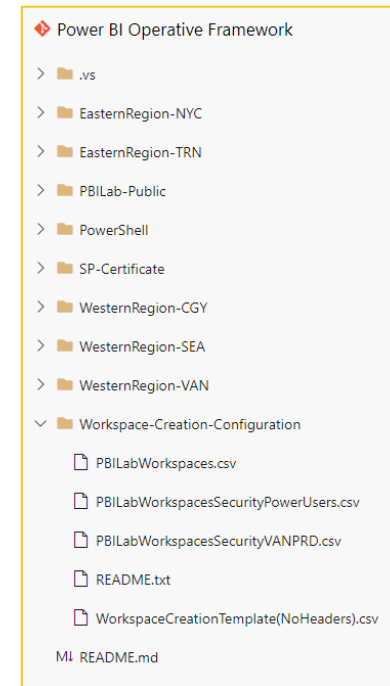 Power BI Operative Framework
.vs
EasternRegion-NYC
EasternRegion-TRN
PBILab-Public
PowerShell
SP-Certificate
WesternRegion-CGY
WesternRegion-SEA
WesternRegion-VAN
Workspace-Creation-Configuration
PBILabWorkspaces.csv
PBILabWorkspacesSecurityPowerUsers.csv
PBILabWorkspacesSecurityVANPRD.csv
README.txt
WorkspaceCreationTemplate(NoHeaders).csv
M↓ README.md